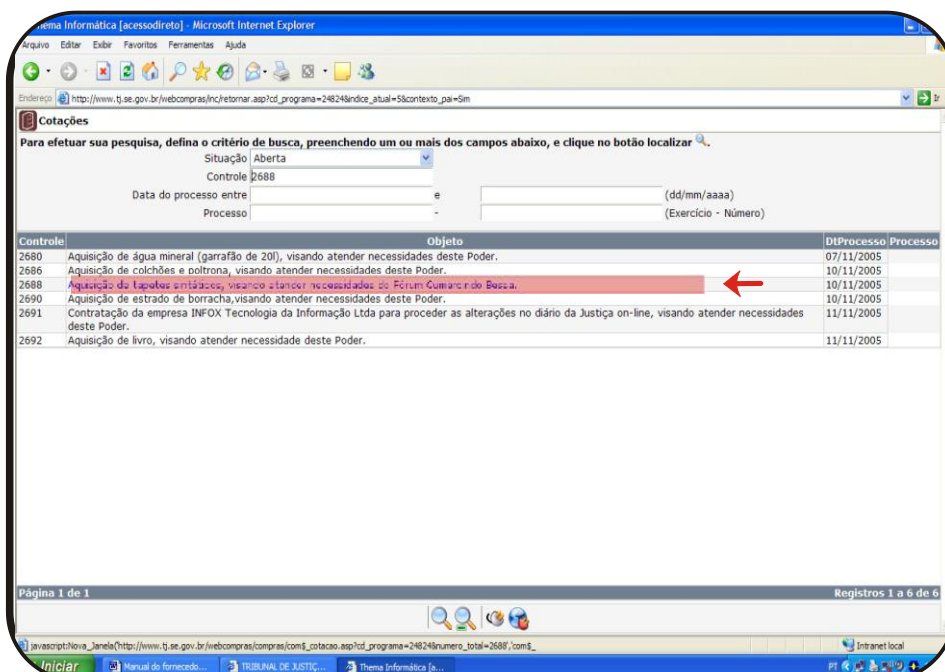 Thema Informática [acessodireto] - Microsoft Internet Explorer
Arquivo Editar Exibir Favoritos Ferramentas Ajuda
Endereço http://www.tj.se.gov.br/webcompras/inc/retornar.asp?cd_programa=24824&indice_atual=5&contexto_pai=Sim Ir
Cotações
Para efetuar sua pesquisa, defina o critério de busca, preenchendo um ou mais dos campos abaixo, e clique no botão localizar .
Situação Aberta
Controle 2688
Data do processo entre e (dd/mm/aaaa)
Processo - (Exercício - Número)
Controle Objeto DtProcesso Processo
2680 Aquisição de água mineral (garrafão de 20l), visando atender necessidades deste Poder. 07/11/2005
2686 Aquisição de colchões e poltrona, visando atender necessidades deste Poder. 10/11/2005
2688 Aquisição de tapetes sintéticos, visando atender necessidades do Fórum Gumercindo Bessa. 10/11/2005
2690 Aquisição de estrado de borracha,visando atender necessidades deste Poder. 10/11/2005
2691 Contratação da empresa INFOX Tecnologia da Informação Ltda para proceder as alterações no diário da Justiça on-line, visando atender necessidades 11/11/2005
deste Poder.
2692 Aquisição de livro, visando atender necessidade deste Poder. 11/11/2005
Página 1 de 1 Registros 1 a 6 de 6
javascript:Nova_Janela('http://www.tj.se.gov.br/webcompras/compras/com$_cotacao.asp?cd_programa=24824&numero_total=2688','com$_ Intranet local
Iniciar Manual do fornecedo... TRIBUNAL DE JUSTIÇ... Thema Informática [a... PT